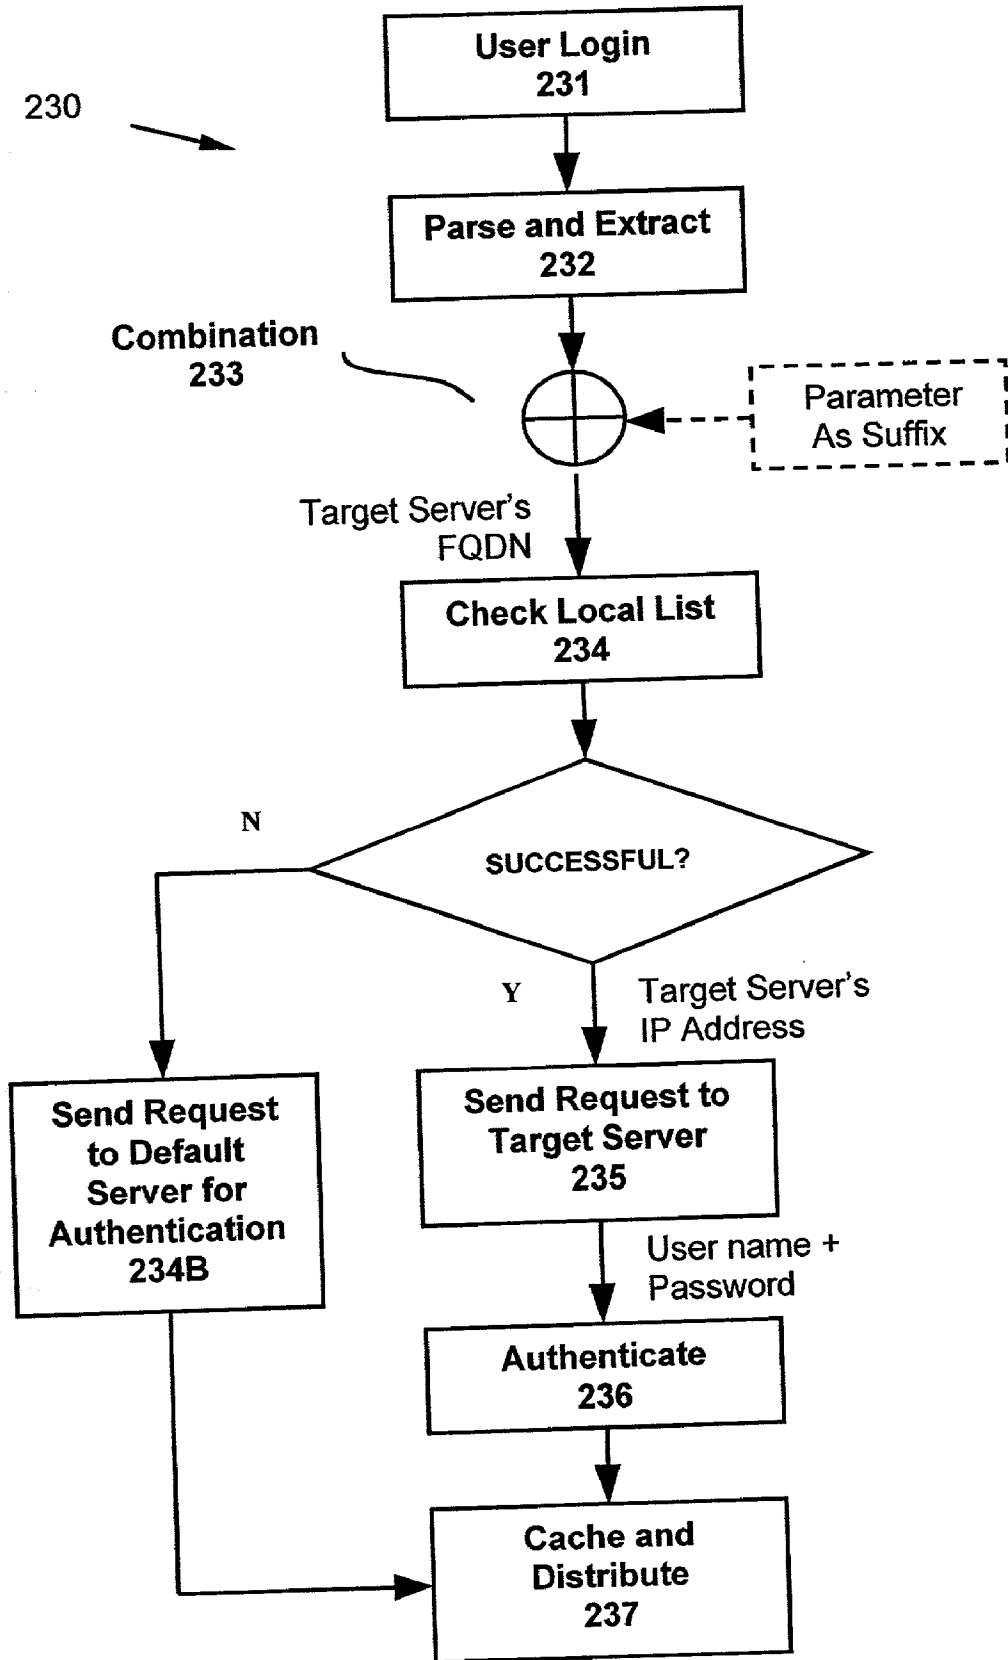 User Login
231
230
Parse and Extract
232
Combination
233
Parameter
As Suffix
Target Server's
FQDN
Check Local List
234
N
SUCCESSFUL?
Y
Target Server's
IP Address
Send Request
to Default
Server for
Authentication
234B
Send Request to
Target Server
235
User name +
Password
Authenticate
236
Cache and
Distribute
237